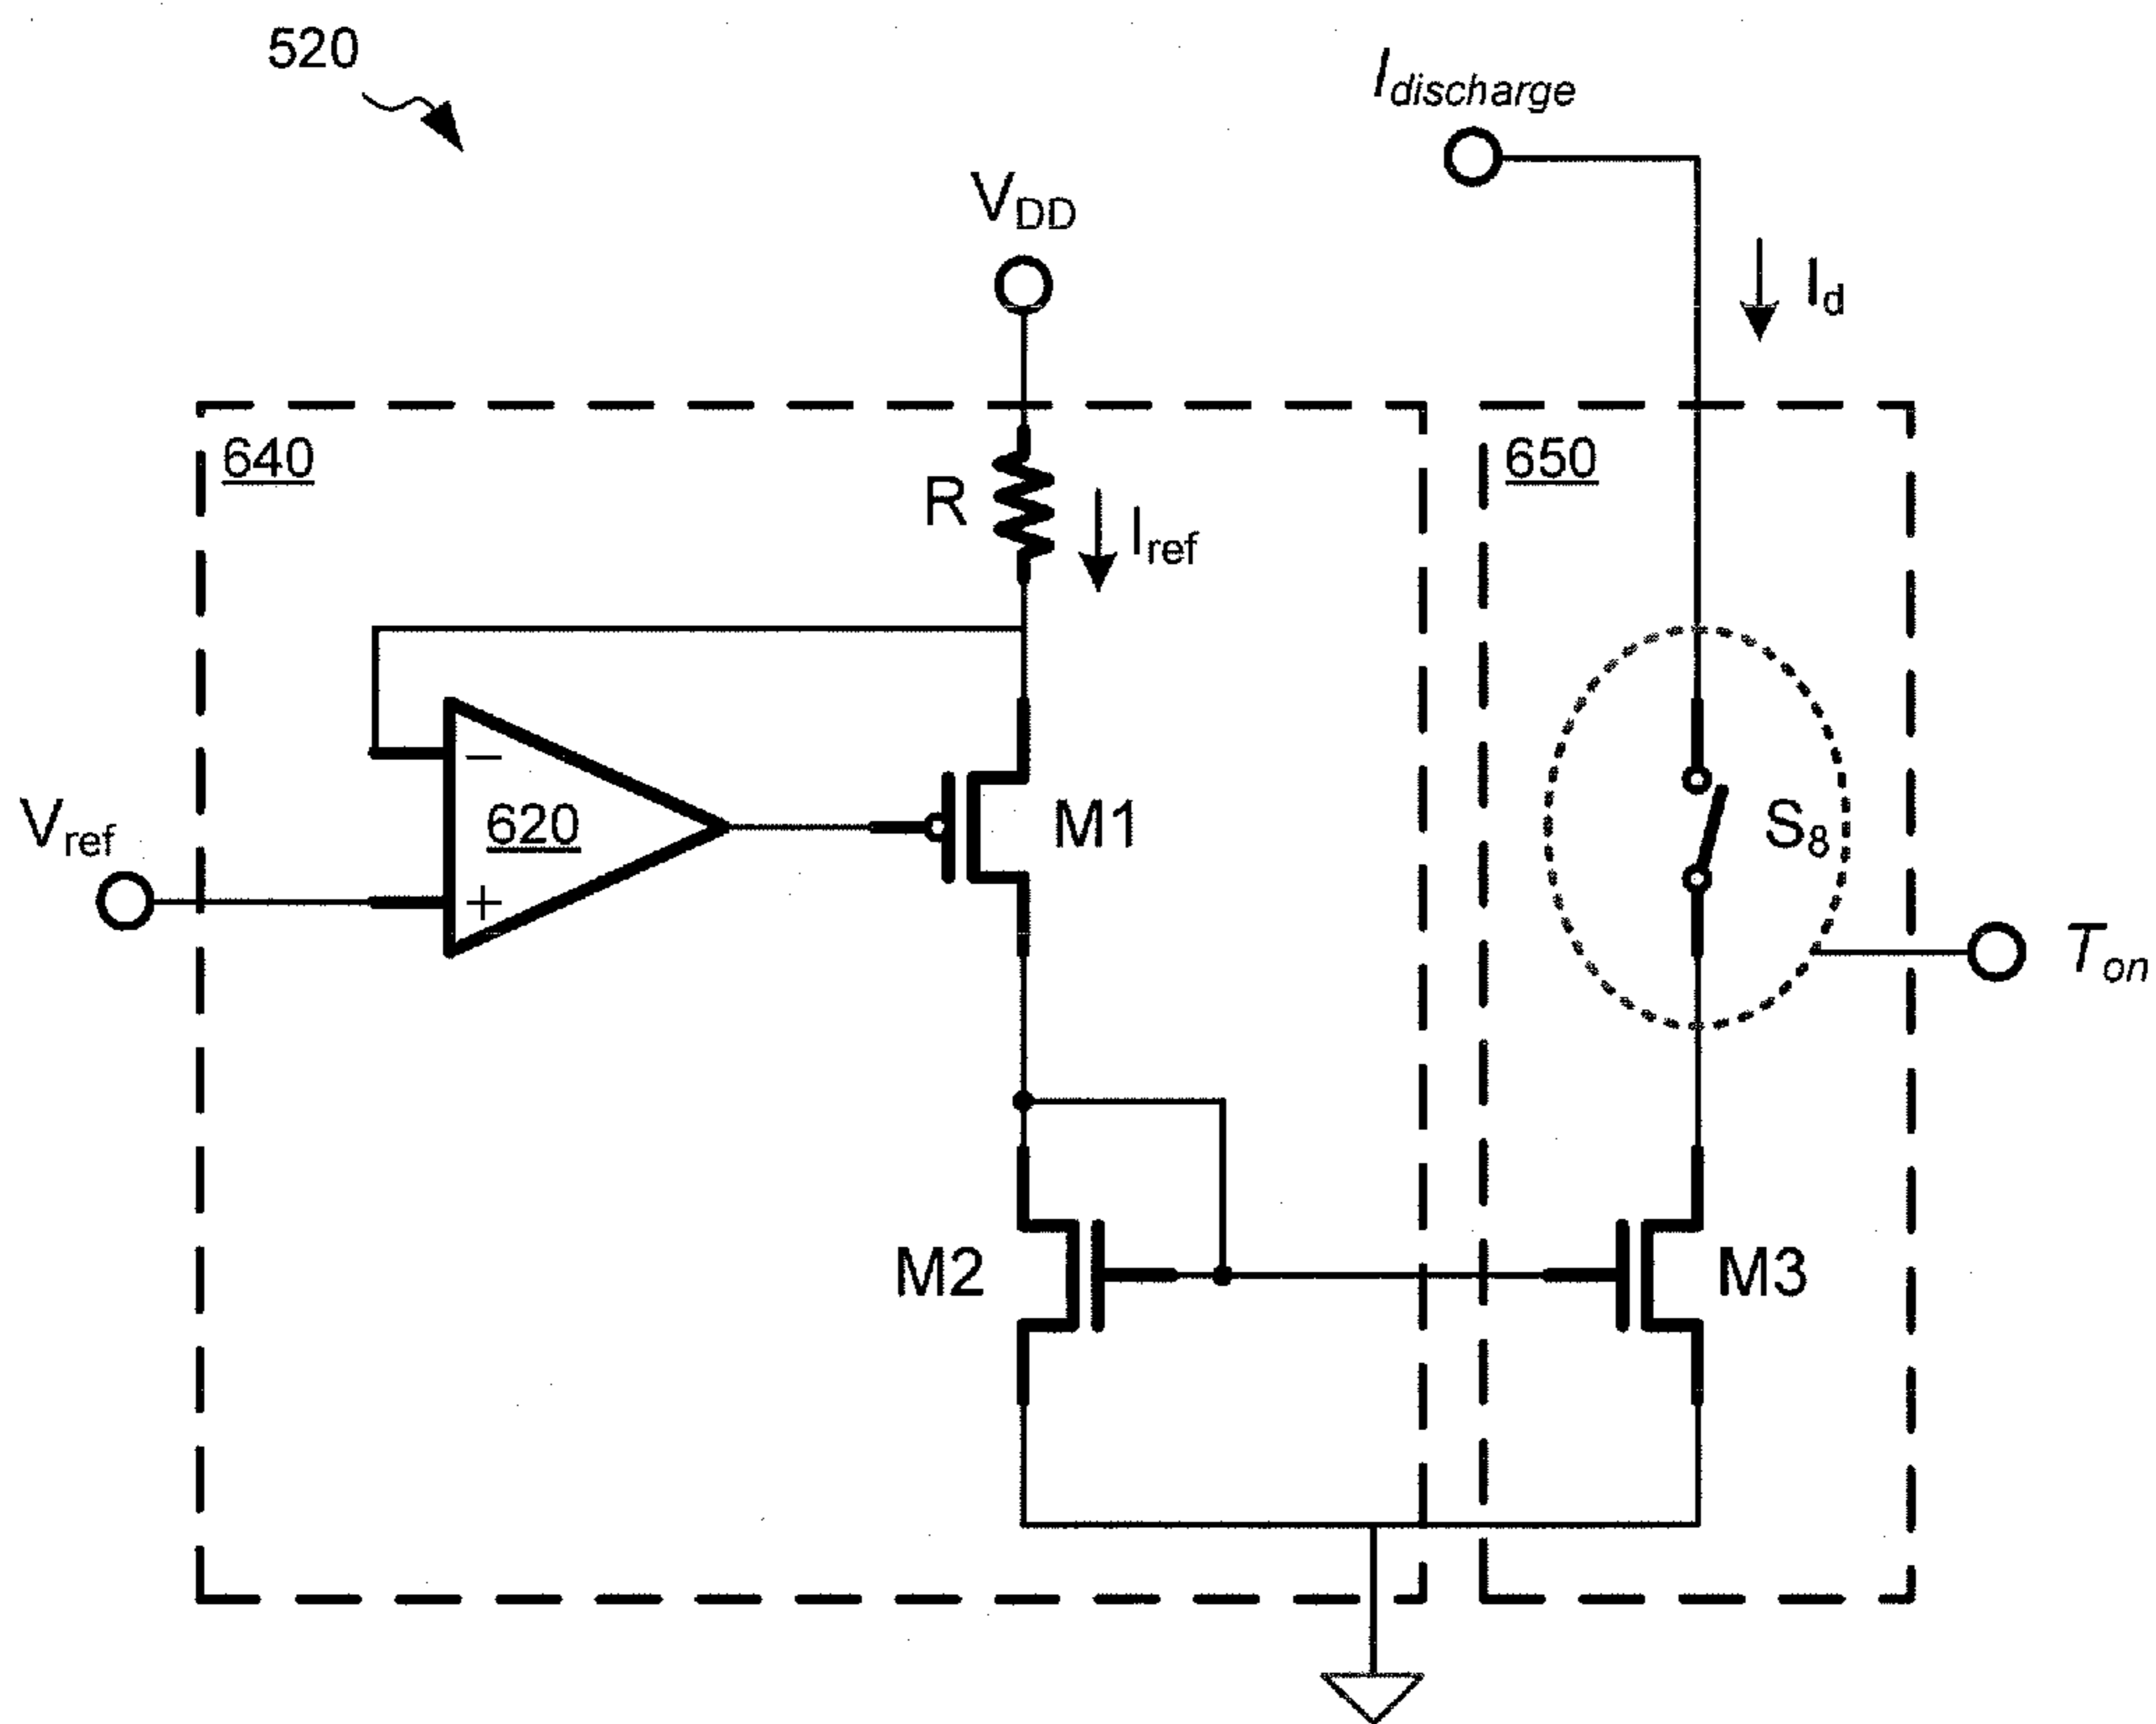 520
I_discharge
V_DD
I_d
640
650
R
I_ref
−
620
M1
V_ref
+
S_8
T_on
M2
M3